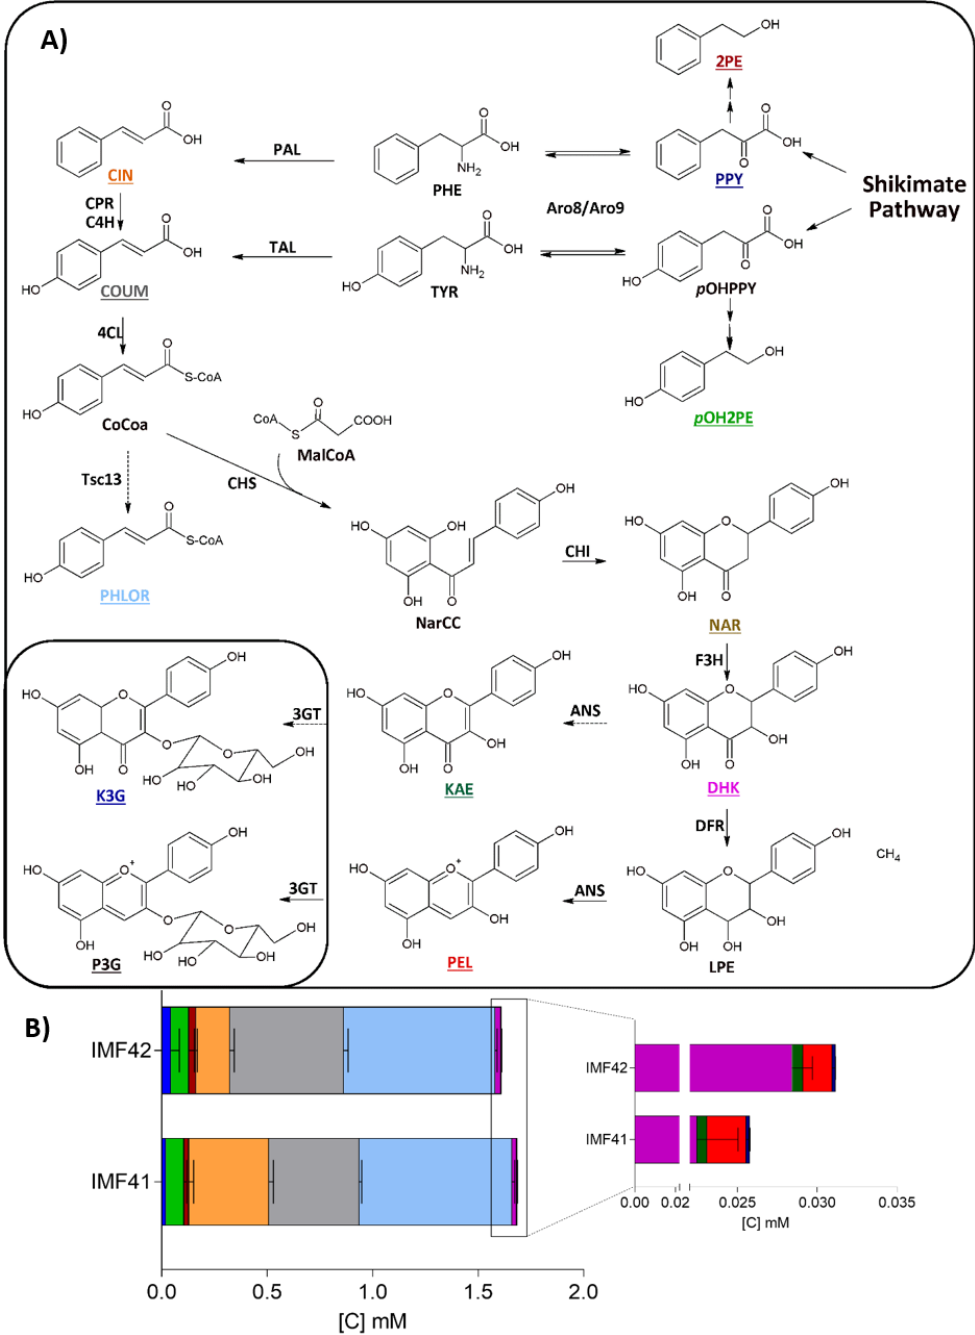 A)
OH
2PE
O
OH
CIN
PAL
O
OH
NH2
PHE
O
OH
O
PPY
Shikimate
Pathway
CPR
C4H
Aro8/Aro9
O
OH
HO
COUM
TAL
O
OH
NH2
HO
TYR
O
OH
O
HO
pOHPPY
4CL
O
S-CoA
HO
CoCoa
OH
HO
pOH2PE
CoA
S
O
COOH
MalCoA
Tsc13
CHS
O
S-CoA
HO
PHLOR
OH
HO
OH
OH
O
NarCC
CHI
OH
HO
O
OH
O
NAR
F3H
OH
HO
O
OH
O
O
OH
HO
HO
OH
OH
K3G
3GT
OH
HO
O
OH
OH
O
KAE
ANS
OH
HO
O
OH
OH
O
DHK
DFR
OH
HO
O+
OH
O
O
OH
HO
HO
OH
P3G
3GT
OH
HO
O+
OH
OH
PEL
ANS
OH
HO
O
OH
OH
OH
LPE
CH4
B)
IMF42
IMF41
0.0 0.5 1.0 1.5 2.0
[C] mM
IMF42
IMF41
0.00 0.02 0.025 0.030 0.035
[C] mM